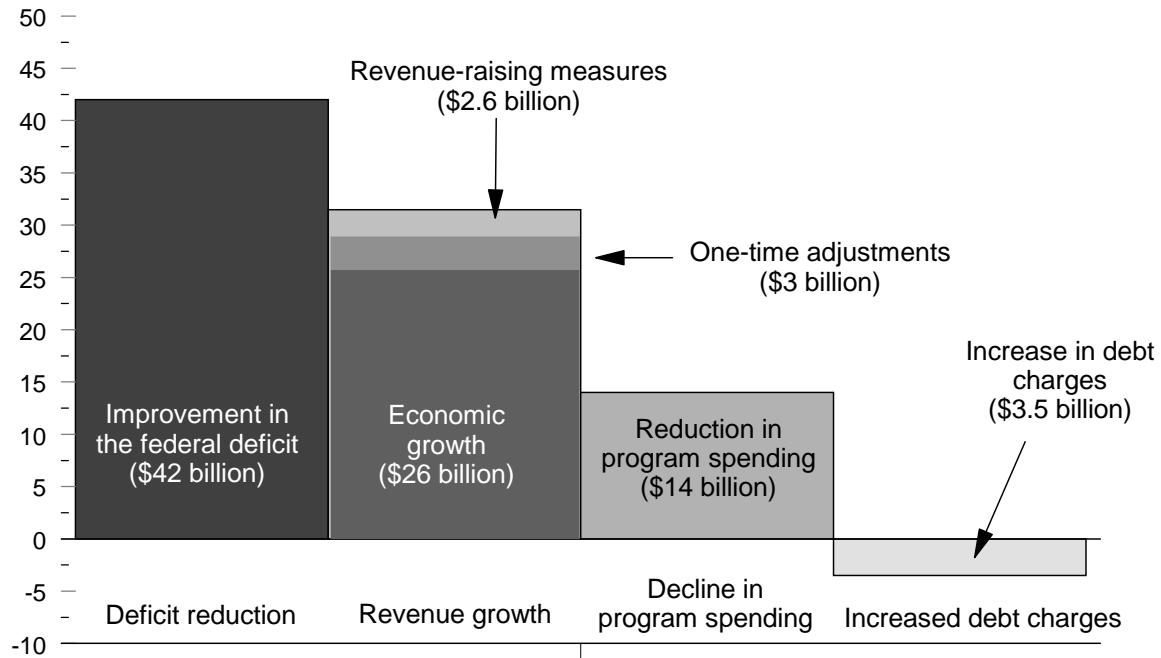 50
45
40
35
30
25
20
15
10
5
0
-5
-10
Revenue-raising measures
($2.6 billion)
One-time adjustments
($3 billion)
Increase in debt
charges
($3.5 billion)
Improvement in
the federal deficit
($42 billion)
Economic
growth
($26 billion)
Reduction in
program spending
($14 billion)
Deficit reduction
Revenue growth
Decline in
program spending
Increased debt charges